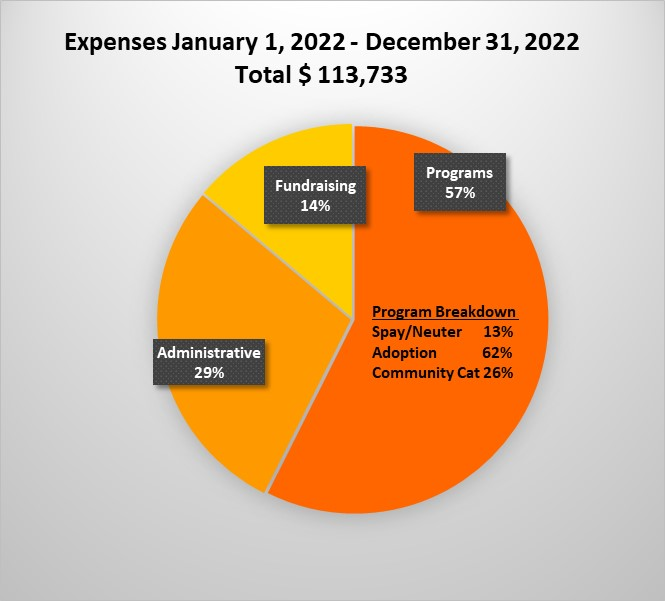 Expenses January 1, 2022 - December 31, 2022
Total $ 113,733
Fundraising
14%
Programs
57%
Program Breakdown
Spay/Neuter 13%
Adoption 62%
Community Cat 26%
Administrative
29%